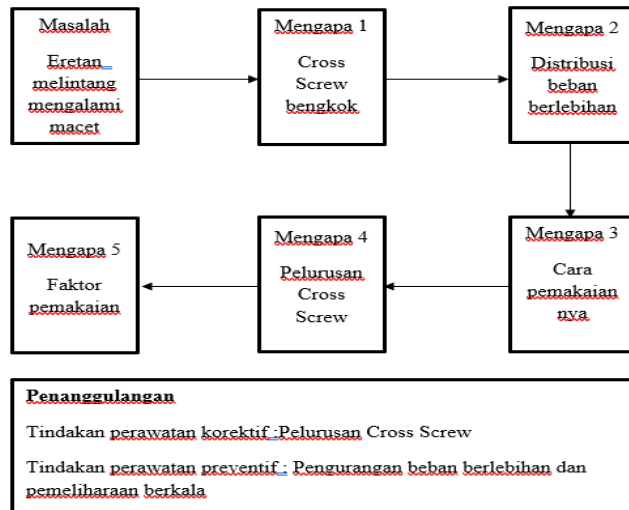 Masalah
Eretan
melintang
mengalami
macet
Mengapa 1
Cross
Screw
bengkok
Mengapa 2
Distribusi
beban
berlebihan
Mengapa 3
Cara
pemakaian
nya
Mengapa 4
Pelurusan
Cross
Screw
Mengapa 5
Faktor
pemakaian
Penanggulangan
Tindakan perawatan korektif :Pelurusan Cross Screw
Tindakan perawatan preventif : Pengurangan beban berlebihan dan
pemeliharaan berkala